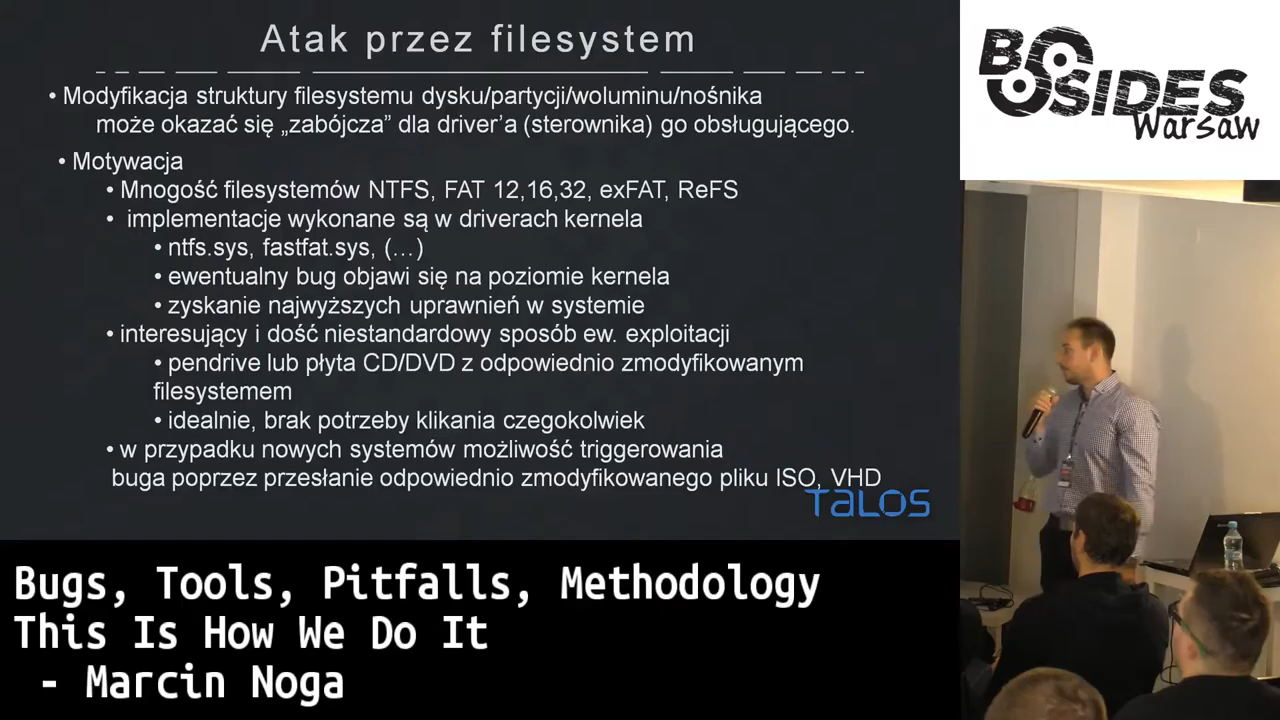 Atak przez filesystem
• Modyfikacja struktury filesystemu dysku/partycji/woluminu/nośnika
może okazać się „zabójcza” dla driver’a (sterownika) go obsługującego.
• Motywacja
• Mnogość filesystemów NTFS, FAT 12,16,32, exFAT, ReFS
• implementacje wykonane są w driverach kernela
• ntfs.sys, fastfat.sys, (…)
• ewentualny bug objawi się na poziomie kernela
• zyskanie najwyższych uprawnień w systemie
• interesujący i dość niestandardowy sposób ew. exploitacji
• pendrive lub płyta CD/DVD z odpowiednio zmodyfikowanym
filesystemem
• idealnie, brak potrzeby klikania czegokolwiek
• w przypadku nowych systemów możliwość triggerowania
buga poprzez przesłanie odpowiednio zmodyfikowanego pliku ISO, VHD
TALOS
BSIDES
Warsaw
Bugs, Tools, Pitfalls, Methodology
This Is How We Do It
- Marcin Noga